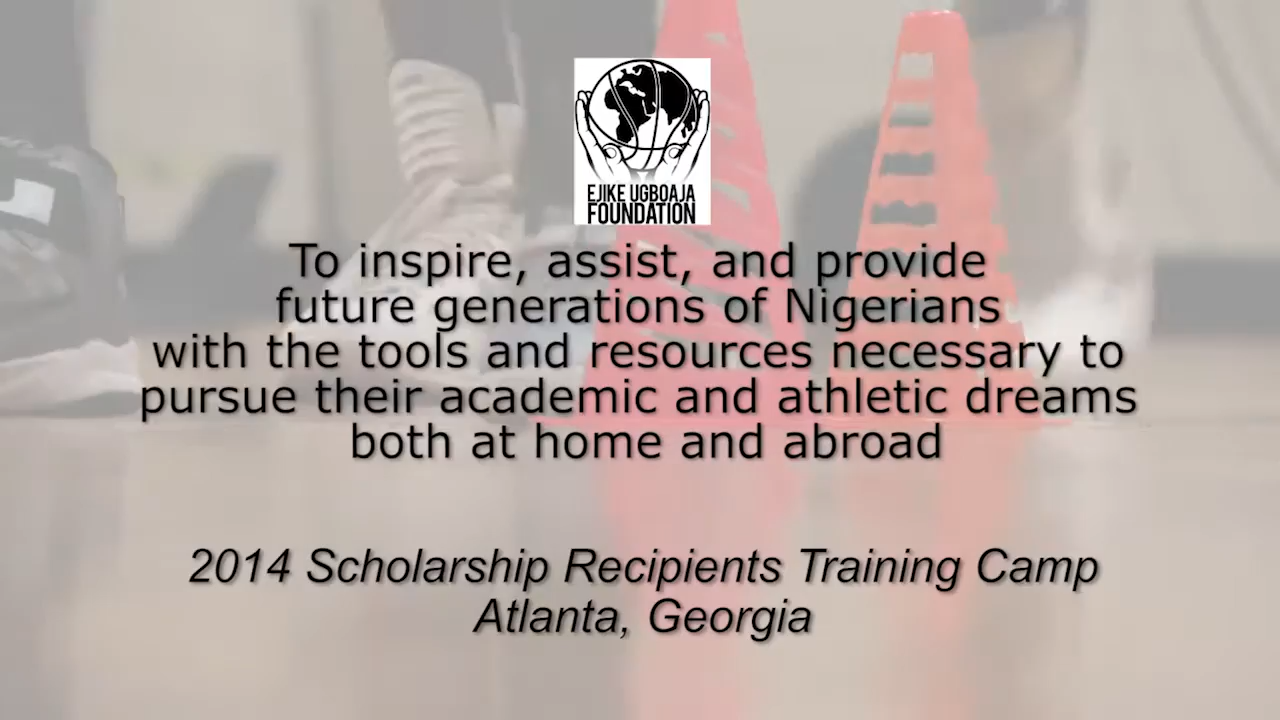 EJIKE UGBOAJA
FOUNDATION
To inspire, assist, and provide
future generations of Nigerians
with the tools and resources necessary to
pursue their academic and athletic dreams
both at home and abroad
2014 Scholarship Recipients Training Camp
Atlanta, Georgia